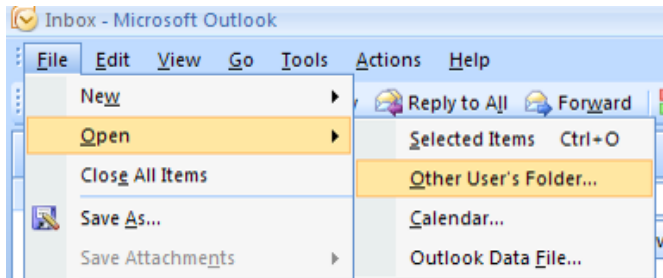 Inbox - Microsoft Outlook
File Edit View Go Tools Actions Help
New
Reply to All Forward
Open
Selected Items Ctrl+O
Close All Items
Other User's Folder...
Save As...
Calendar...
Save Attachments
Outlook Data File...